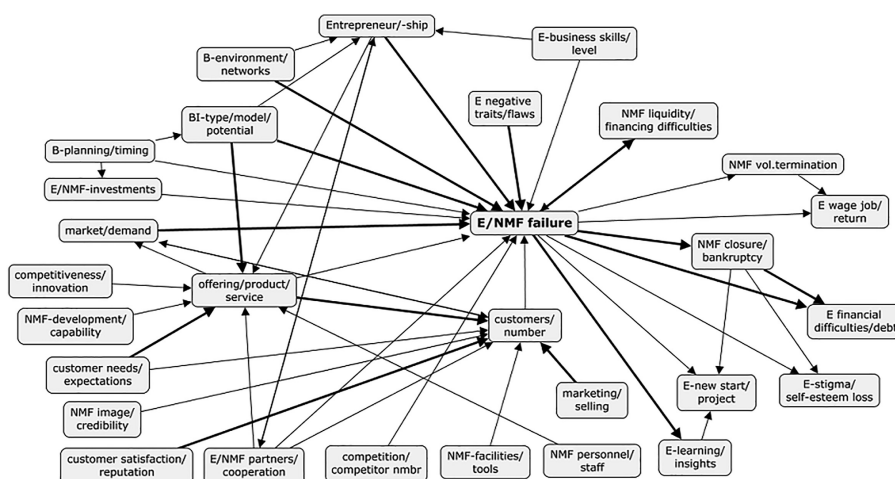 Entrepreneur/-ship
E-business skills/
level
B-environment/
networks
E negative
traits/flaws
NMF liquidity/
financing difficulties
BI-type/model/
potential
B-planning/timing
NMF vol.termination
E/NMF-investments
E wage job/
return
E/NMF failure
market/demand
NMF closure/
bankruptcy
competitiveness/
innovation
offering/product/
service
E financial
difficulties/debt
NMF-development/
capability
customers/
number
customer needs/
expectations
marketing/
selling
E-new start/
project
E-stigma/
self-esteem loss
NMF image/
credibility
customer satisfaction/
reputation
E/NMF partners/
cooperation
competition/
competitor nmbr
NMF-facilities/
tools
NMF personnel/
staff
E-learning/
insights